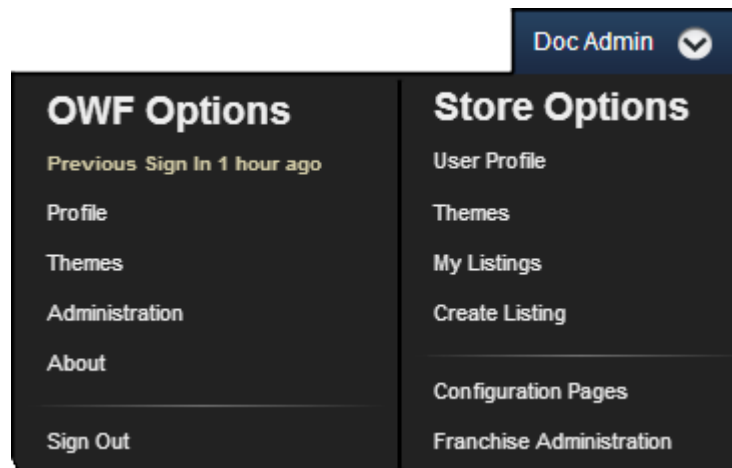 Doc Admin
OWF Options
Previous Sign In 1 hour ago
Profile
Themes
Administration
About
Sign Out
Store Options
User Profile
Themes
My Listings
Create Listing
Configuration Pages
Franchise Administration